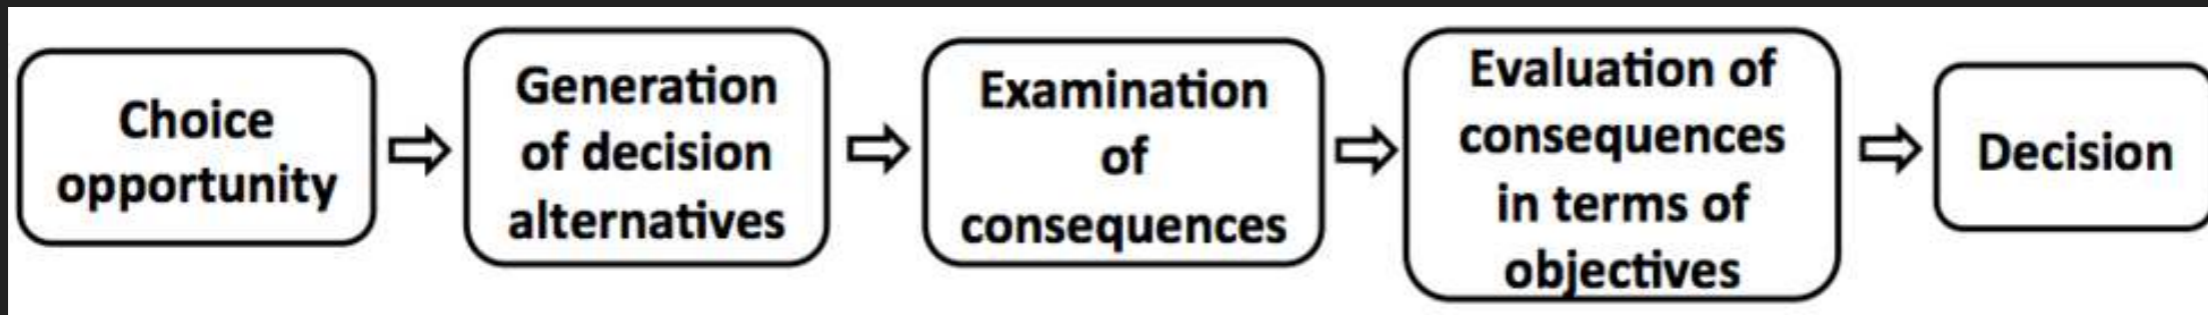 Choice
opportunity
Generation
of decision
alternatives
Examination
of
consequences
Evaluation of
consequences
in terms of
objectives
Decision